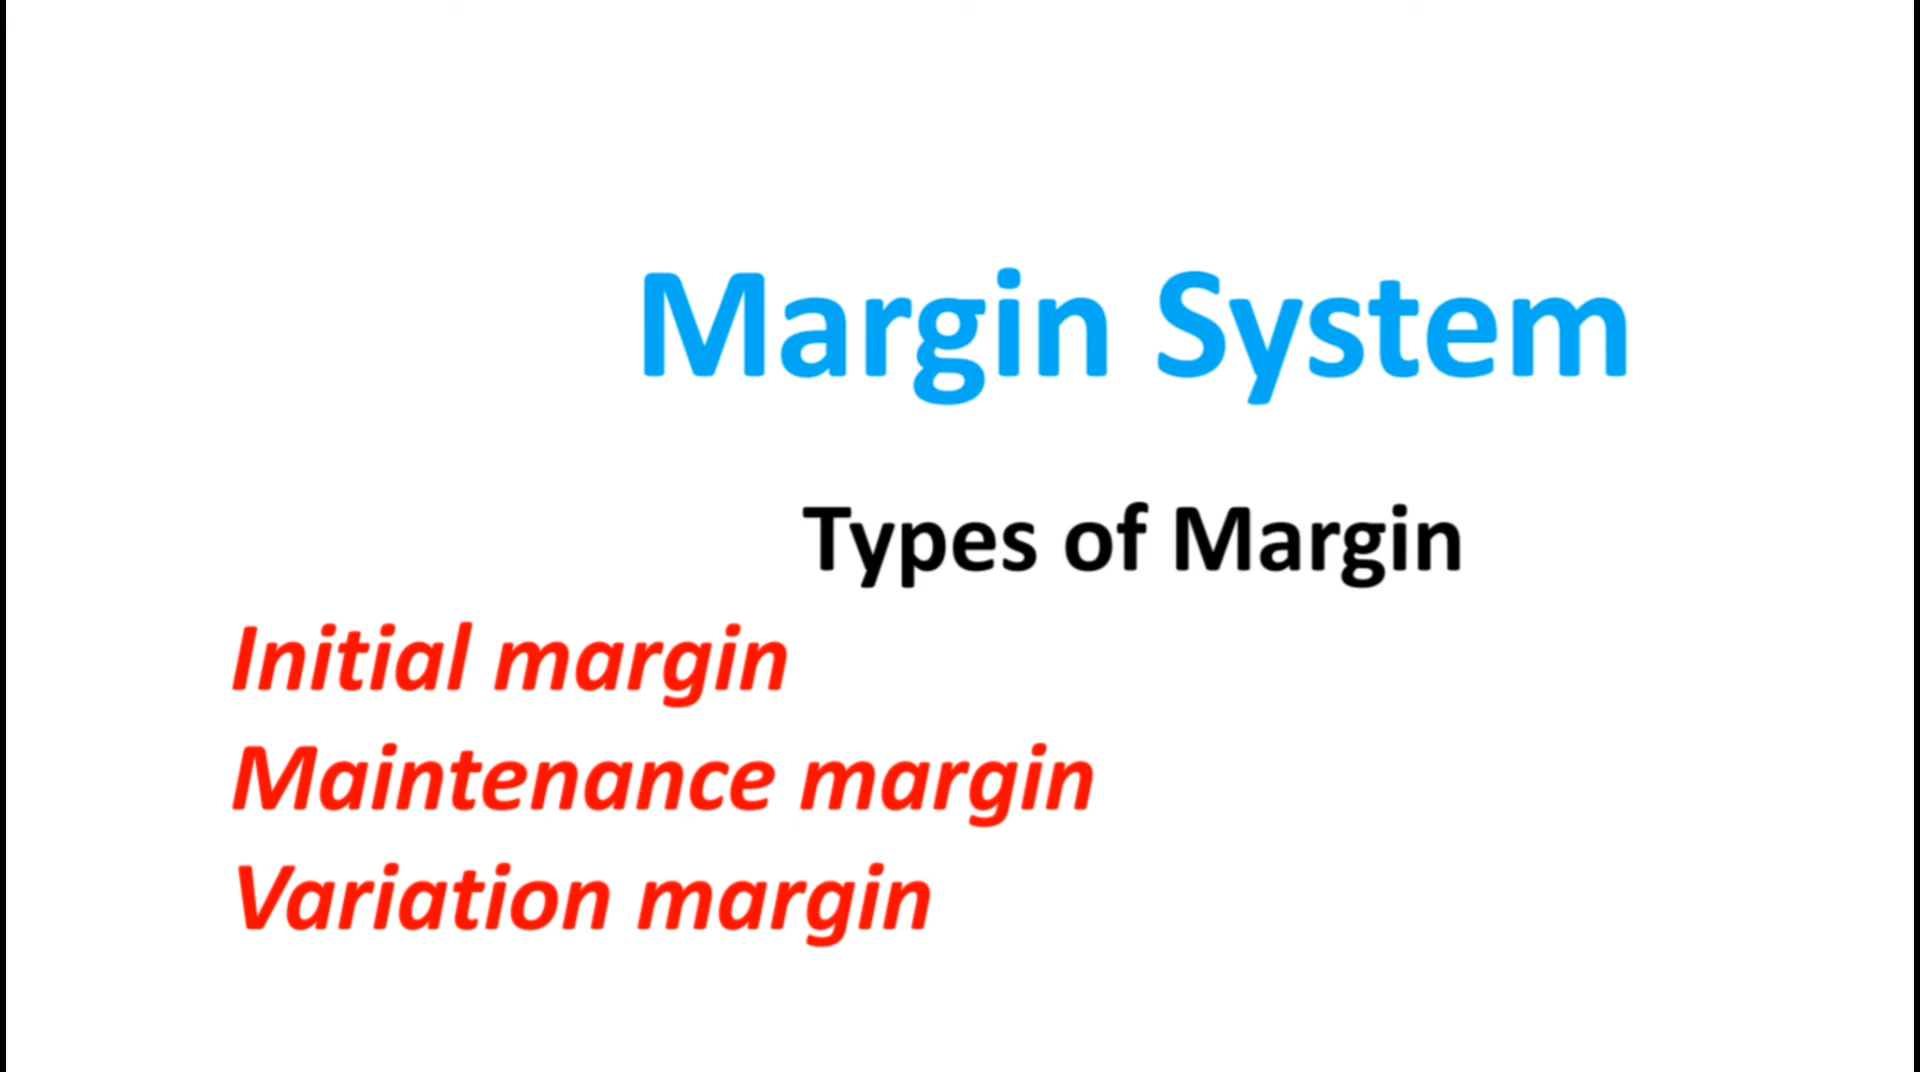 Margin System
Types of Margin
Initial margin
Maintenance margin
Variation margin